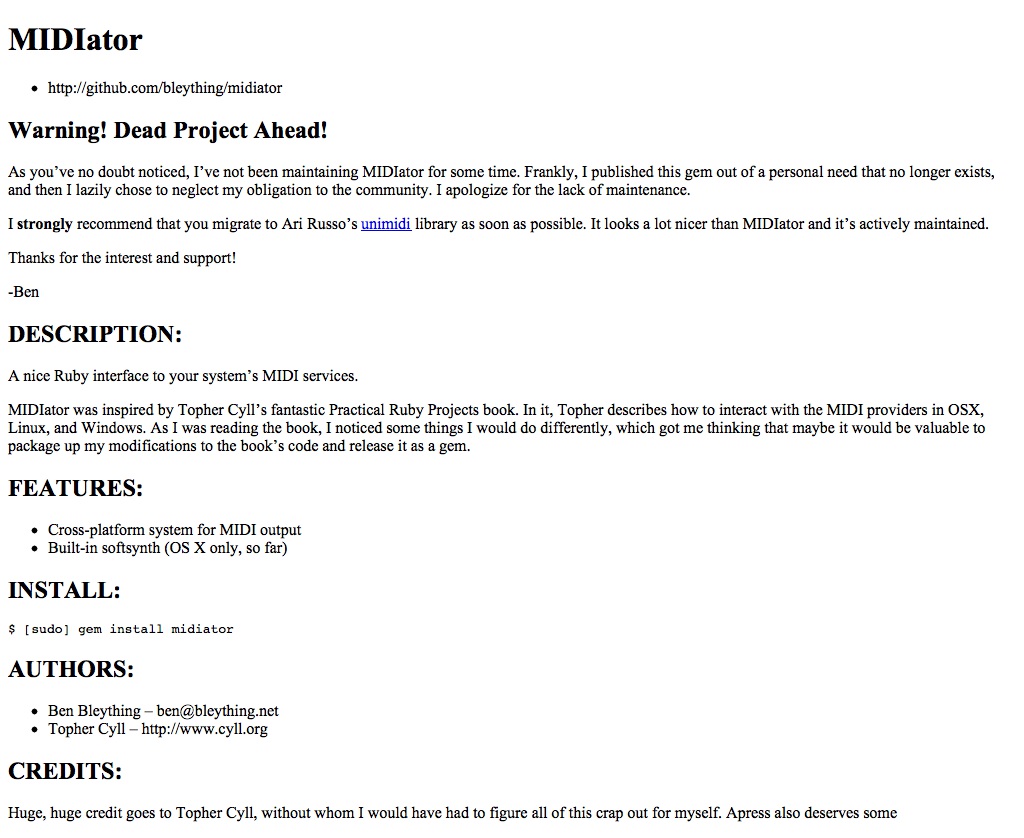 MIDIator
• http://github.com/bleything/midiator
Warning! Dead Project Ahead!
As you’ve no doubt noticed, I’ve not been maintaining MIDIator for some time. Frankly, I published this gem out of a personal need that no longer exists,
and then I lazily chose to neglect my obligation to the community. I apologize for the lack of maintenance.
I strongly recommend that you migrate to Ari Russo’s unimidi library as soon as possible. It looks a lot nicer than MIDIator and it’s actively maintained.
Thanks for the interest and support!
-Ben
DESCRIPTION:
A nice Ruby interface to your system’s MIDI services.
MIDIator was inspired by Topher Cyll’s fantastic Practical Ruby Projects book. In it, Topher describes how to interact with the MIDI providers in OSX,
Linux, and Windows. As I was reading the book, I noticed some things I would do differently, which got me thinking that maybe it would be valuable to
package up my modifications to the book’s code and release it as a gem.
FEATURES:
• Cross-platform system for MIDI output
• Built-in softsynth (OS X only, so far)
INSTALL:
$ [sudo] gem install midiator
AUTHORS:
• Ben Bleything – ben@bleything.net
• Topher Cyll – http://www.cyll.org
CREDITS:
Huge, huge credit goes to Topher Cyll, without whom I would have had to figure all of this crap out for myself. Apress also deserves some